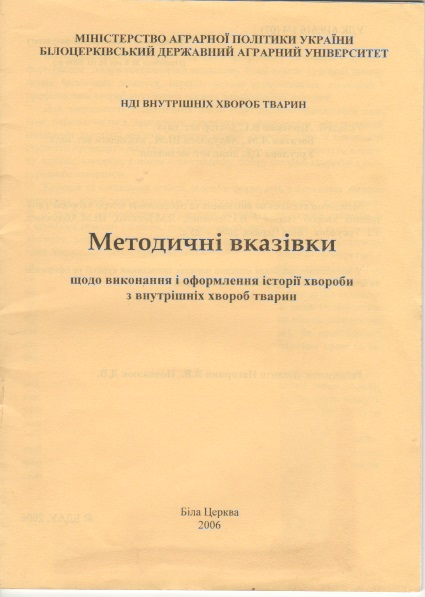 МІНІСТЕРСТВО АГРАРНОЇ ПОЛІТИКИ УКРАЇНИ
БІЛОЦЕРКІВСЬКИЙ ДЕРЖАВНИЙ АГРАРНИЙ УНІВЕРСИТЕТ
НДІ ВНУТРІШНІХ ХВОРОБ ТВАРИН
Методичні вказівки
щодо виконання і оформлення історії хвороби
з внутрішніх хвороб тварин
Біла Церква
2006